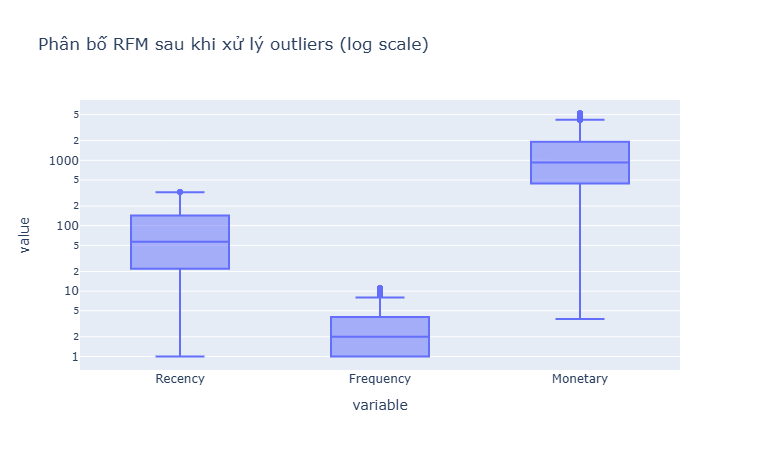 Phân bố RFM sau khi xử lý outliers (log scale)
5
2
1000
5
2
100
5
2
10
5
2
1
value
Recency
Frequency
Monetary
variable